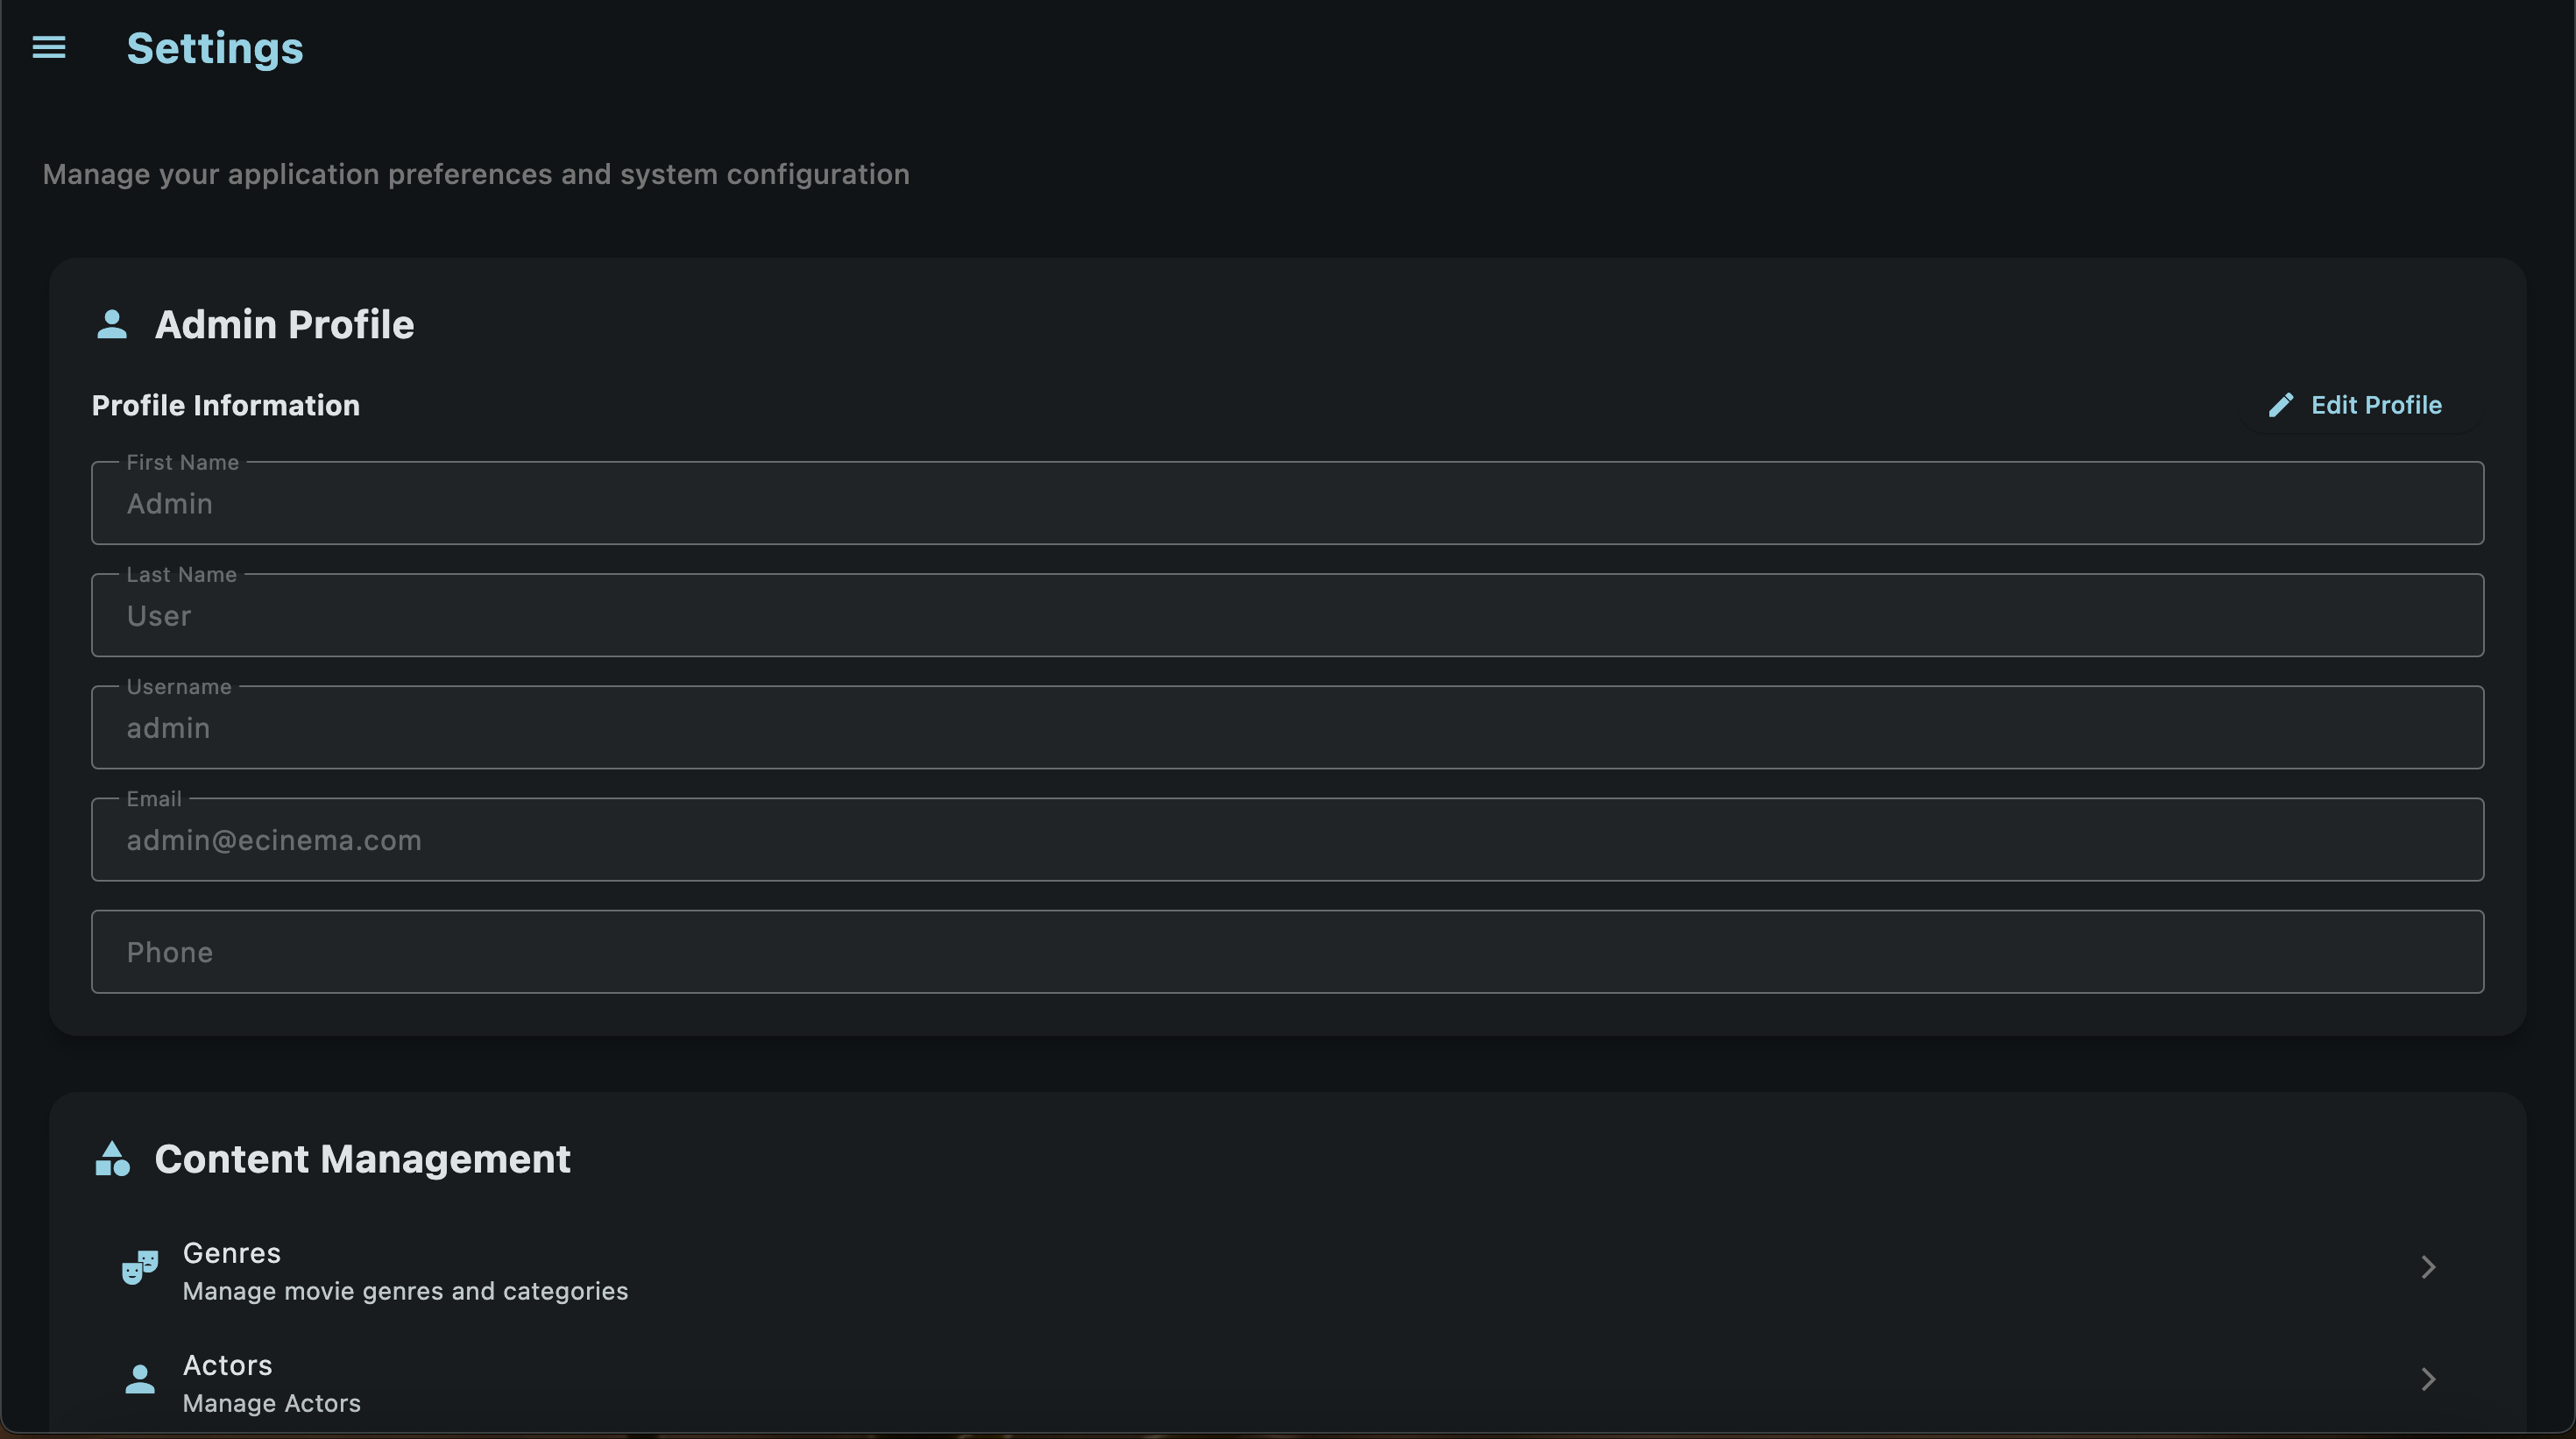 Settings
Manage your application preferences and system configuration
Admin Profile
Profile Information
Edit Profile
First Name
Admin
Last Name
User
Username
admin
Email
admin@ecinema.com
Phone
Content Management
Genres
Manage movie genres and categories
Actors
Manage Actors